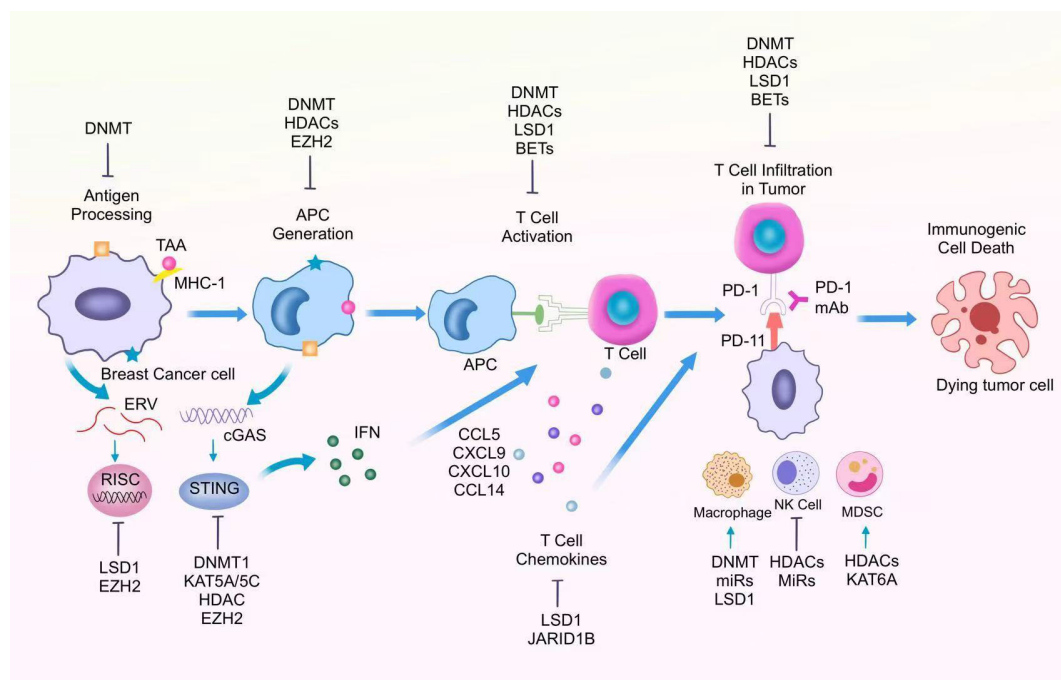 DNMT
Antigen
Processing
TAA
MHC-1
Breast Cancer cell
ERV
RISC
LSD1
EZH2
DNMT
HDACs
EZH2
APC
Generation
cGAS
STING
DNMT1
KAT5A/5C
HDAC
EZH2
IFN
DNMT
HDACs
LSD1
BETs
T Cell
Activation
APC
T Cell
CCL5
CXCL9
CXCL10
CCL14
T Cell
Chemokines
LSD1
JARID1B
DNMT
HDACs
LSD1
BETs
T Cell Infiltration
in Tumor
PD-1
PD-1
mAb
PD-11
Macrophage
DNMT
miRs
LSD1
NK Cell
HDACs
MiRs
MDSC
HDACs
KAT6A
Immunogenic
Cell Death
Dying tumor cell